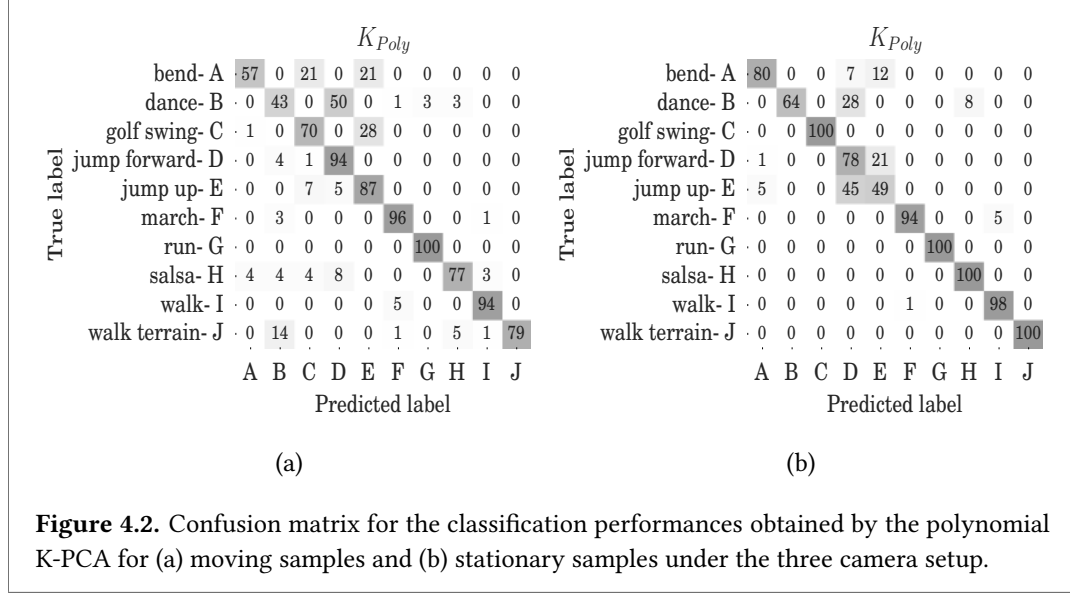 K_Poly
bend- A 57 0 21 0 21 0 0 0 0 0
dance- B 0 43 0 50 0 1 3 3 0 0
golf swing- C 1 0 70 0 28 0 0 0 0 0
jump forward- D 0 4 1 94 0 0 0 0 0 0
jump up- E 0 0 7 5 87 0 0 0 0 0
march- F 0 3 0 0 0 96 0 0 1 0
run- G 0 0 0 0 0 0 100 0 0 0
salsa- H 4 4 4 8 0 0 0 77 3 0
walk- I 0 0 0 0 0 5 0 0 94 0
walk terrain- J 0 14 0 0 0 1 0 5 1 79
A B C D E F G H I J
True label
Predicted label
(a)
K_Poly
bend- A 80 0 0 7 12 0 0 0 0 0
dance- B 0 64 0 28 0 0 0 8 0 0
golf swing- C 0 0 100 0 0 0 0 0 0 0
jump forward- D 1 0 0 78 21 0 0 0 0 0
jump up- E 5 0 0 45 49 0 0 0 0 0
march- F 0 0 0 0 0 94 0 0 5 0
run- G 0 0 0 0 0 0 100 0 0 0
salsa- H 0 0 0 0 0 0 0 100 0 0
walk- I 0 0 0 0 0 1 0 0 98 0
walk terrain- J 0 0 0 0 0 0 0 0 0 100
A B C D E F G H I J
True label
Predicted label
(b)
Figure 4.2. Confusion matrix for the classification performances obtained by the polynomial
K-PCA for (a) moving samples and (b) stationary samples under the three camera setup.